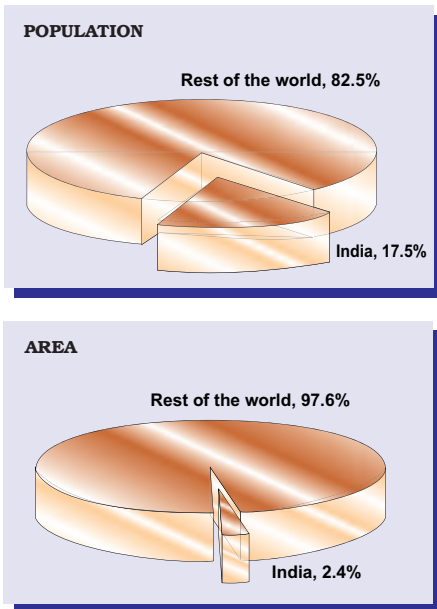 POPULATION
Rest of the world, 82.5%
India, 17.5%
AREA
Rest of the world, 97.6%
India, 2.4%